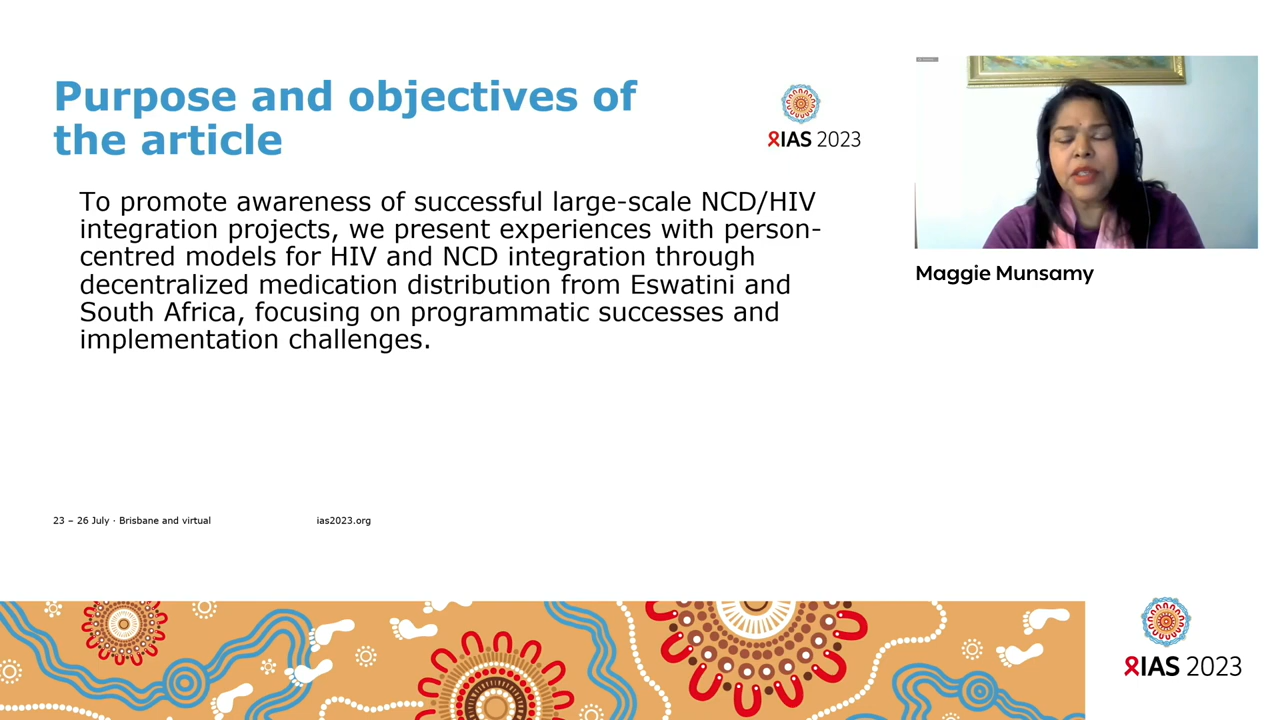 Purpose and objectives of
the article
IAS 2023
To promote awareness of successful large-scale NCD/HIV
integration projects, we present experiences with person-
centred models for HIV and NCD integration through
decentralized medication distribution from Eswatini and
South Africa, focusing on programmatic successes and
implementation challenges.
Maggie Munsamy
23 – 26 July · Brisbane and virtual
ias2023.org
IAS 2023